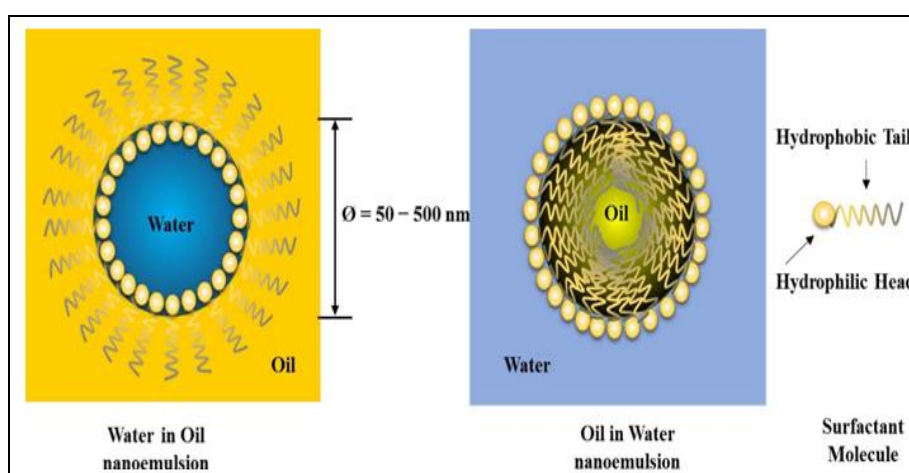 Water
Ø = 50 – 500 nm
Oil
Water in Oil
nanoemulsion
Oil
Water
Oil in Water
nanoemulsion
Hydrophobic Tail
Hydrophilic Head
Surfactant
Molecule